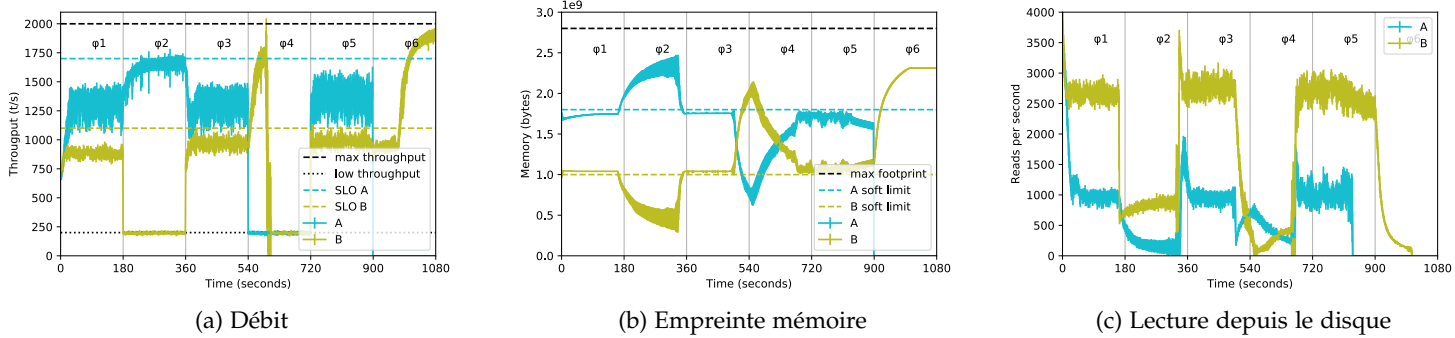 2000
1750
1500
1250
1000
750
500
250
0
Througput (t/s)
φ1
φ2
φ3
φ4
φ5
φ6
max throughput
low throughput
SLO A
SLO B
A
B
0
180
360
540
720
900
1080
Time (seconds)
(a) Débit
1e9
3.0
2.5
2.0
1.5
1.0
0.5
0.0
Memory (bytes)
φ1
φ2
φ3
φ4
φ5
φ6
max footprint
A soft limit
B soft limit
A
B
0
180
360
540
720
900
1080
Time (seconds)
(b) Empreinte mémoire
4000
3500
3000
2500
2000
1500
1000
500
0
Reads per second
φ1
φ2
φ3
φ4
φ5
φ6
A
B
0
180
360
540
720
900
1080
Time (seconds)
(c) Lecture depuis le disque